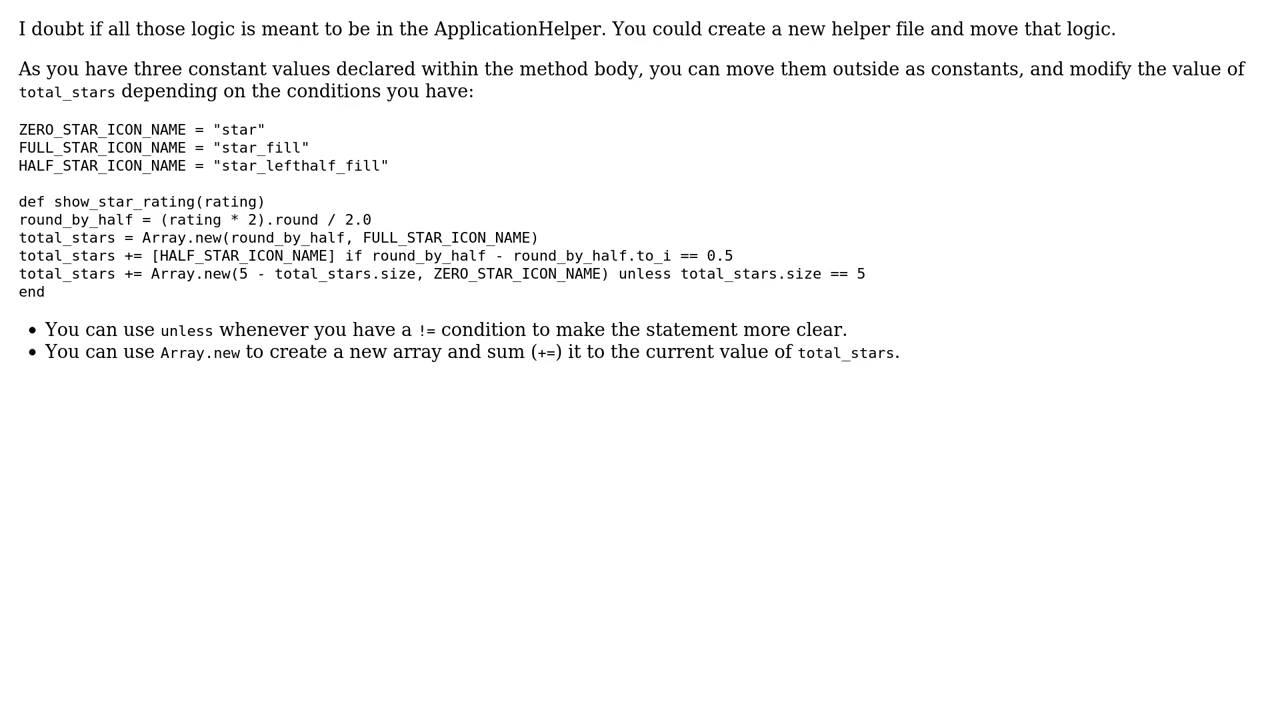 I doubt if all those logic is meant to be in the ApplicationHelper. You could create a new helper file and move that logic.
As you have three constant values declared within the method body, you can move them outside as constants, and modify the value of
total_stars depending on the conditions you have:
ZERO_STAR_ICON_NAME = "star"
FULL_STAR_ICON_NAME = "star_fill"
HALF_STAR_ICON_NAME = "star_lefthalf_fill"
def show_star_rating(rating)
round_by_half = (rating * 2).round / 2.0
total_stars = Array.new(round_by_half, FULL_STAR_ICON_NAME)
total_stars += [HALF_STAR_ICON_NAME] if round_by_half - round_by_half.to_i == 0.5
total_stars += Array.new(5 - total_stars.size, ZERO_STAR_ICON_NAME) unless total_stars.size == 5
end
• You can use unless whenever you have a != condition to make the statement more clear.
• You can use Array.new to create a new array and sum (+=) it to the current value of total_stars.